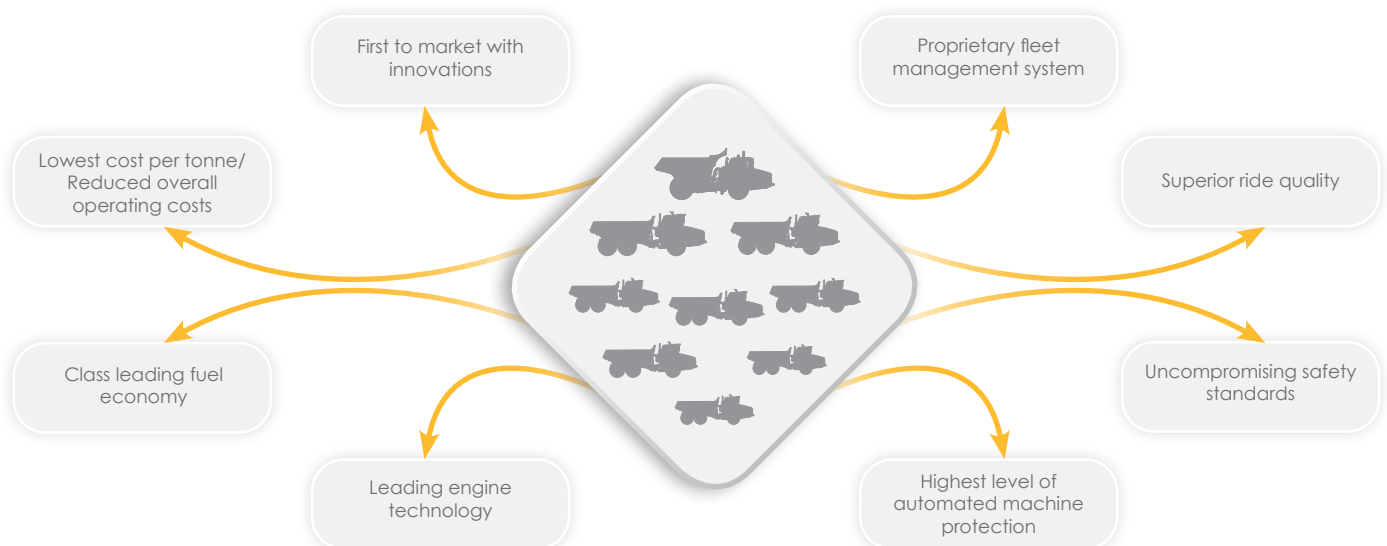 First to market with
innovations
Proprietary fleet
management system
Lowest cost per tonne/
Reduced overall
operating costs
Superior ride quality
Class leading fuel
economy
Uncompromising safety
standards
Leading engine
technology
Highest level of
automated machine
protection